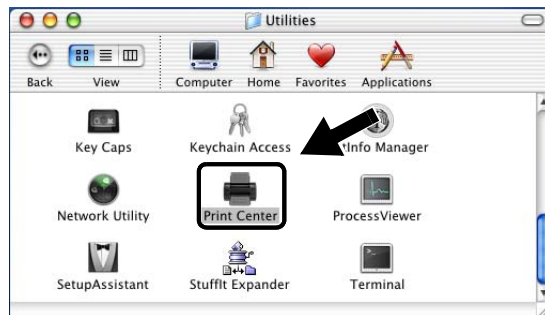 Utilities
Back View Computer Home Favorites Applications
Key Caps Keychain Access Info Manager
Network Utility Print Center ProcessViewer
SetupAssistant StuffIt Expander Terminal